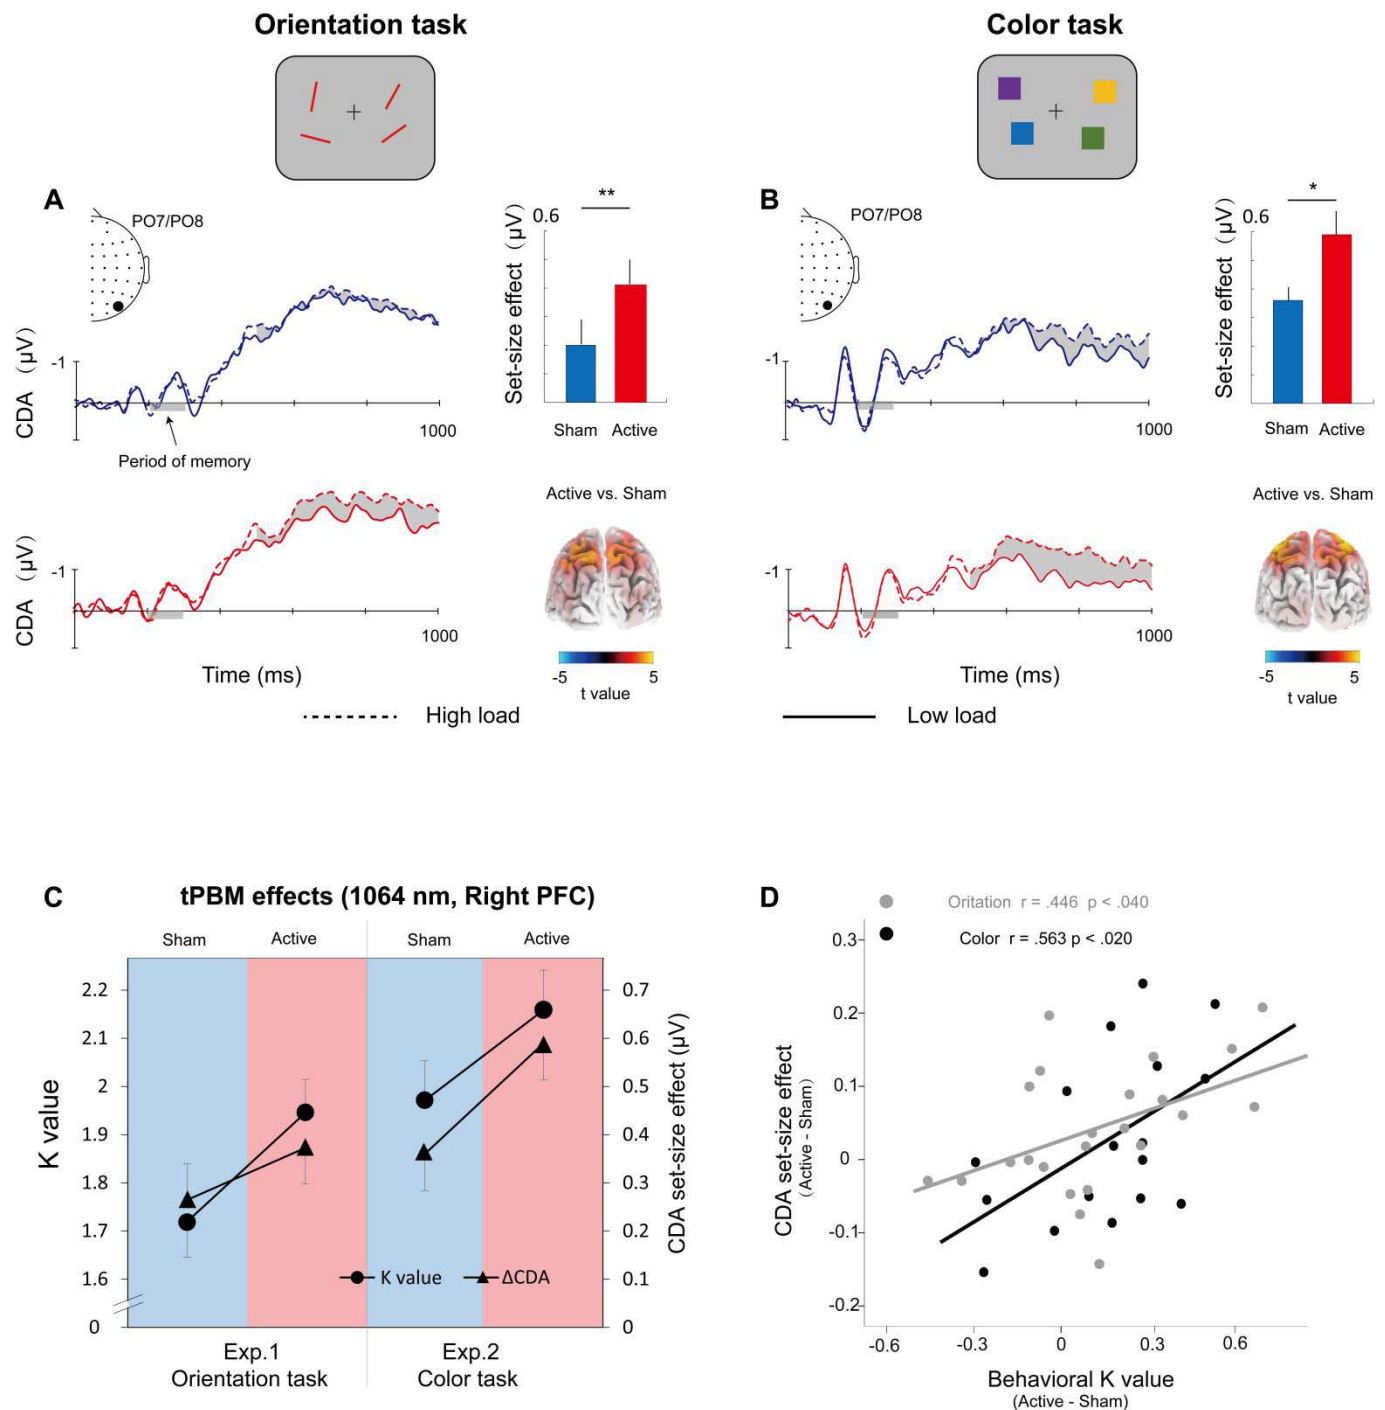 Orientation task
Color task
A
PO7/PO8
CDA (μV)
-1
1000
Period of memory
Set-size effect (μV)
0.6
**
Sham
Active
CDA (μV)
-1
1000
Time (ms)
Active vs. Sham
-5
5
t value
B
PO7/PO8
-1
1000
Set-size effect (μV)
0.6
*
Sham
Active
-1
1000
Time (ms)
Active vs. Sham
-5
5
t value
High load
Low load
C
tPBM effects (1064 nm, Right PFC)
Sham
Active
Sham
Active
K value
2.2
2.1
2
1.9
1.8
1.7
1.6
0
CDA set-size effect (μV)
0.7
0.6
0.5
0.4
0.3
0.2
0.1
0
K value
ΔCDA
Exp.1
Orientation task
Exp.2
Color task
D
Oritation r = .446 p < .040
Color r = .563 p < .020
CDA set-size effect
(Active - Sham)
0.3
0.2
0.1
0
-0.1
-0.2
-0.6
-0.3
0
0.3
0.6
Behavioral K value
(Active - Sham)